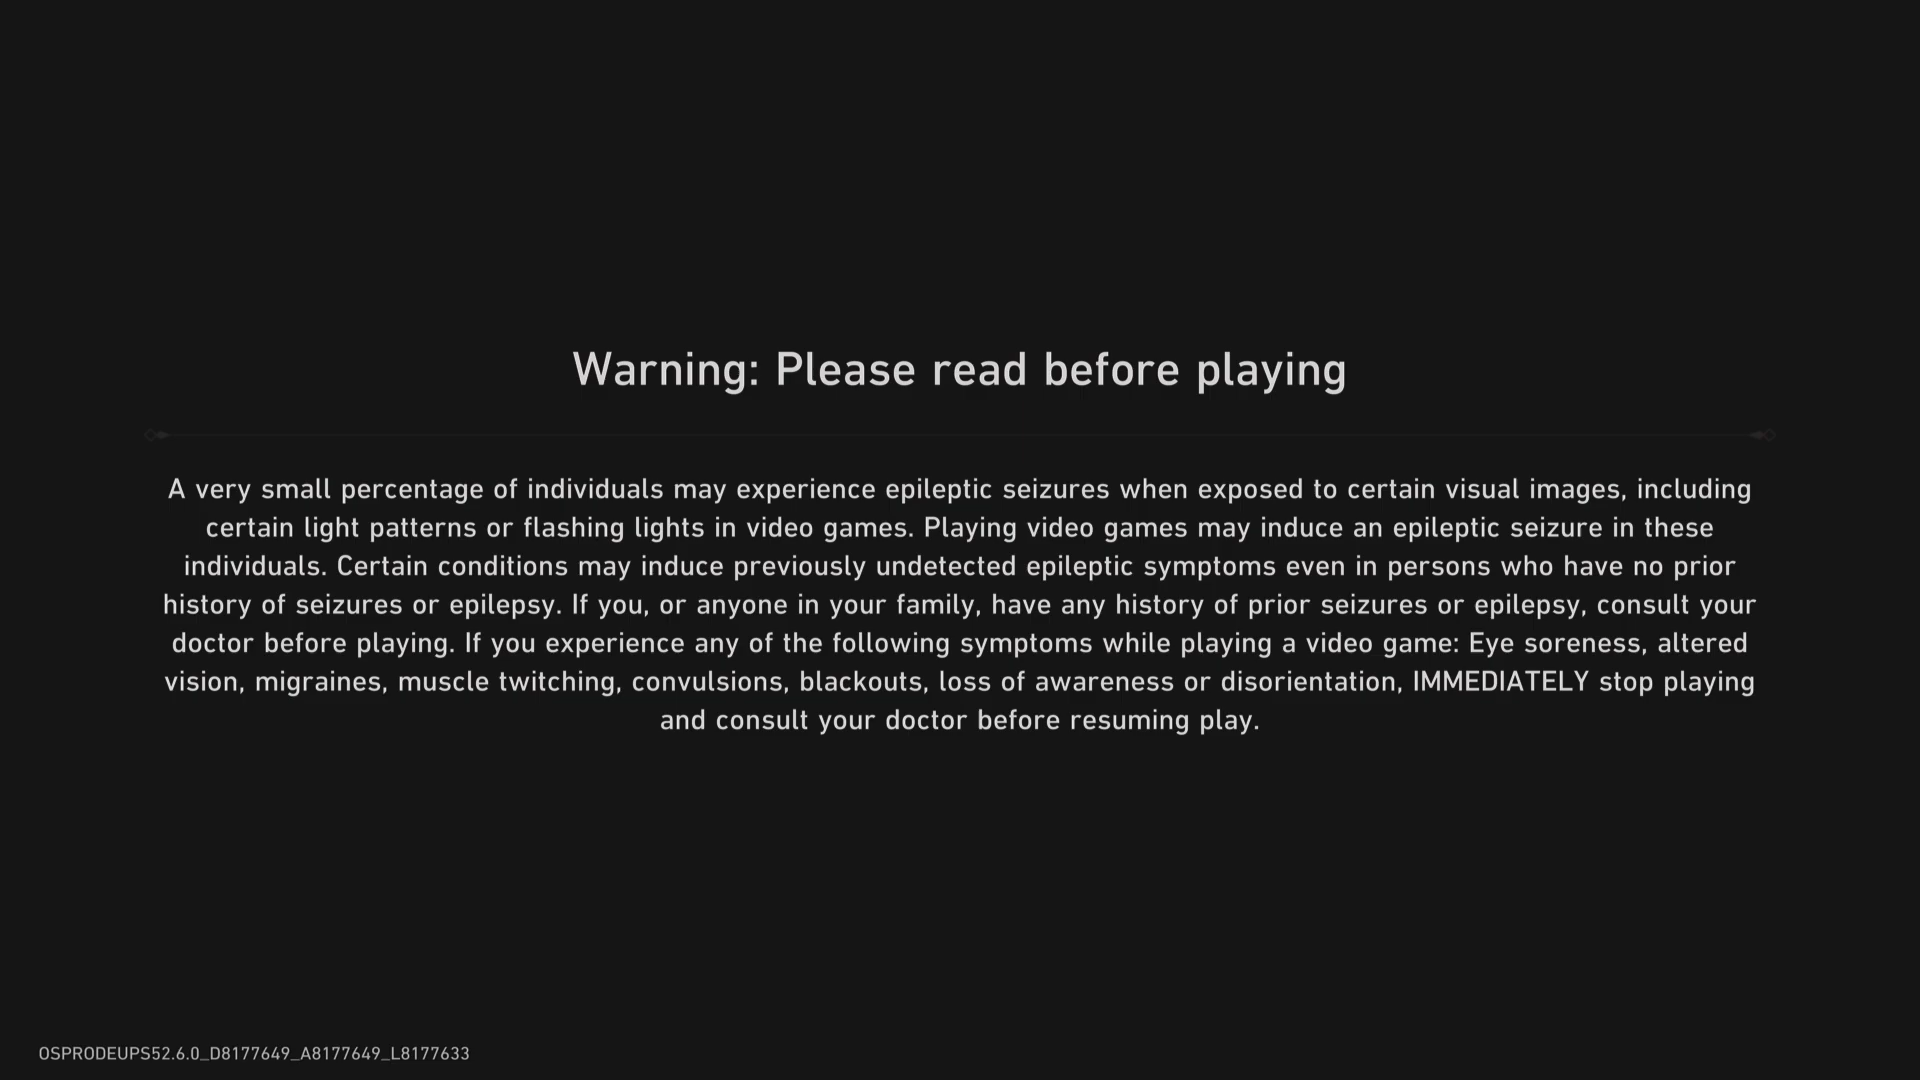 Warning: Please read before playing
A very small percentage of individuals may experience epileptic seizures when exposed to certain visual images, including
certain light patterns or flashing lights in video games. Playing video games may induce an epileptic seizure in these
individuals. Certain conditions may induce previously undetected epileptic symptoms even in persons who have no prior
history of seizures or epilepsy. If you, or anyone in your family, have any history of prior seizures or epilepsy, consult your
doctor before playing. If you experience any of the following symptoms while playing a video game: Eye soreness, altered
vision, migraines, muscle twitching, convulsions, blackouts, loss of awareness or disorientation, IMMEDIATELY stop playing
and consult your doctor before resuming play.
OSPRODEUPS52.6.0_D8177649_A8177649_L8177633